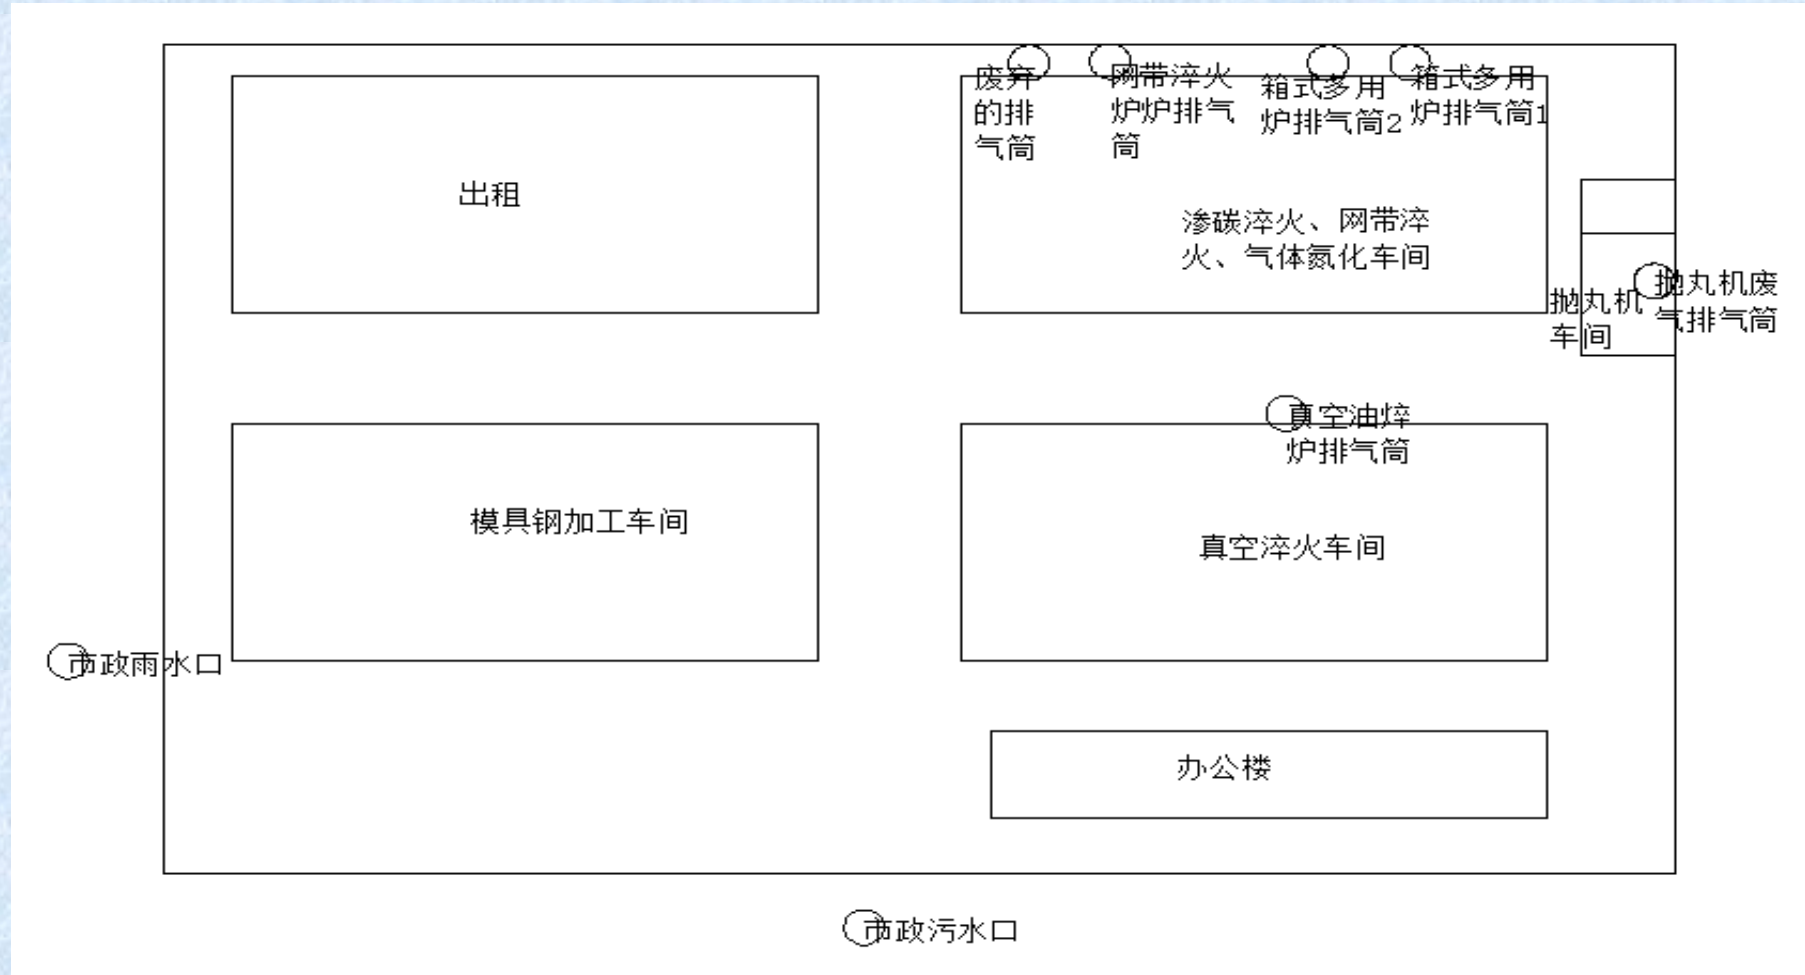 废弃
的排
气筒
网带淬火
炉炉排气
筒
箱式多用
炉排气筒2
箱式多用
炉排气筒1
出租
渗碳淬火、网带淬
火、气体氮化车间
抛丸机
车间
抛丸机废
气排气筒
真空油焠
炉排气筒
模具钢加工车间
真空淬火车间
市政雨水口
办公楼
市政污水口